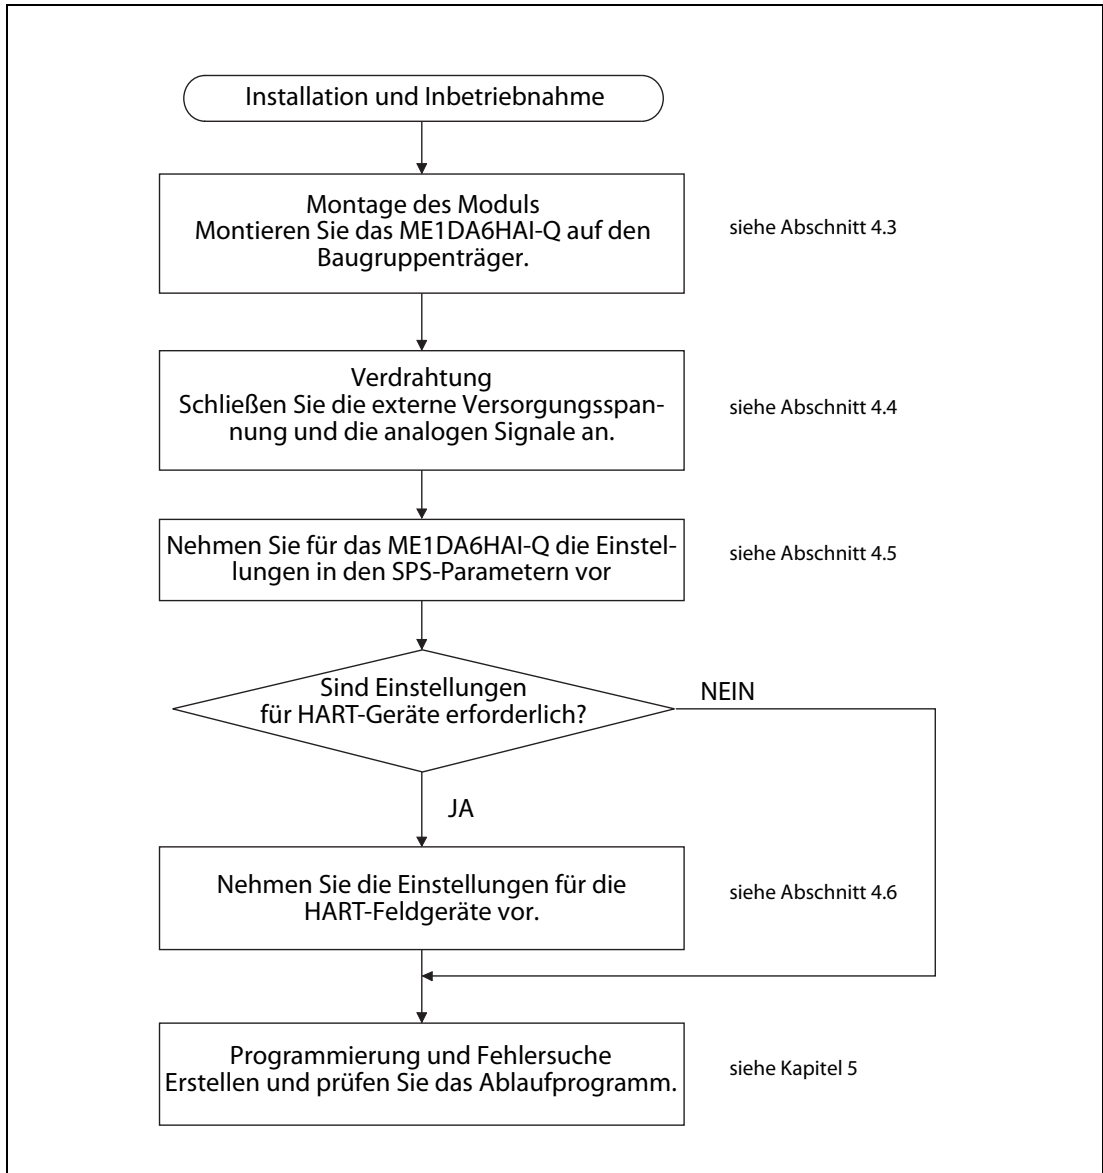 Installation und Inbetriebnahme
Montage des Moduls
Montieren Sie das ME1DA6HAI-Q auf den
Baugruppenträger.
siehe Abschnitt 4.3
Verdrahtung
Schließen Sie die externe Versorgungsspan-
nung und die analogen Signale an.
siehe Abschnitt 4.4
Nehmen Sie für das ME1DA6HAI-Q die Einstel-
lungen in den SPS-Parametern vor
siehe Abschnitt 4.5
Sind Einstellungen
für HART-Geräte erforderlich?
NEIN
JA
Nehmen Sie die Einstellungen für die
HART-Feldgeräte vor.
siehe Abschnitt 4.6
Programmierung und Fehlersuche
Erstellen und prüfen Sie das Ablaufprogramm.
siehe Kapitel 5